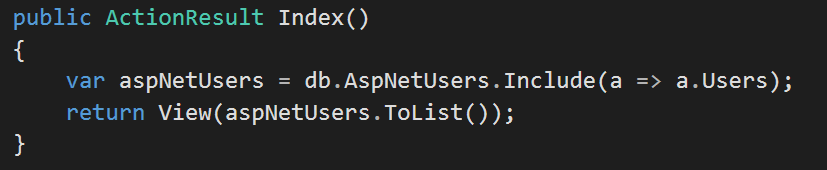 public ActionResult Index()
{
    var aspNetUsers = db.AspNetUsers.Include(a => a.Users);
    return View(aspNetUsers.ToList());
}